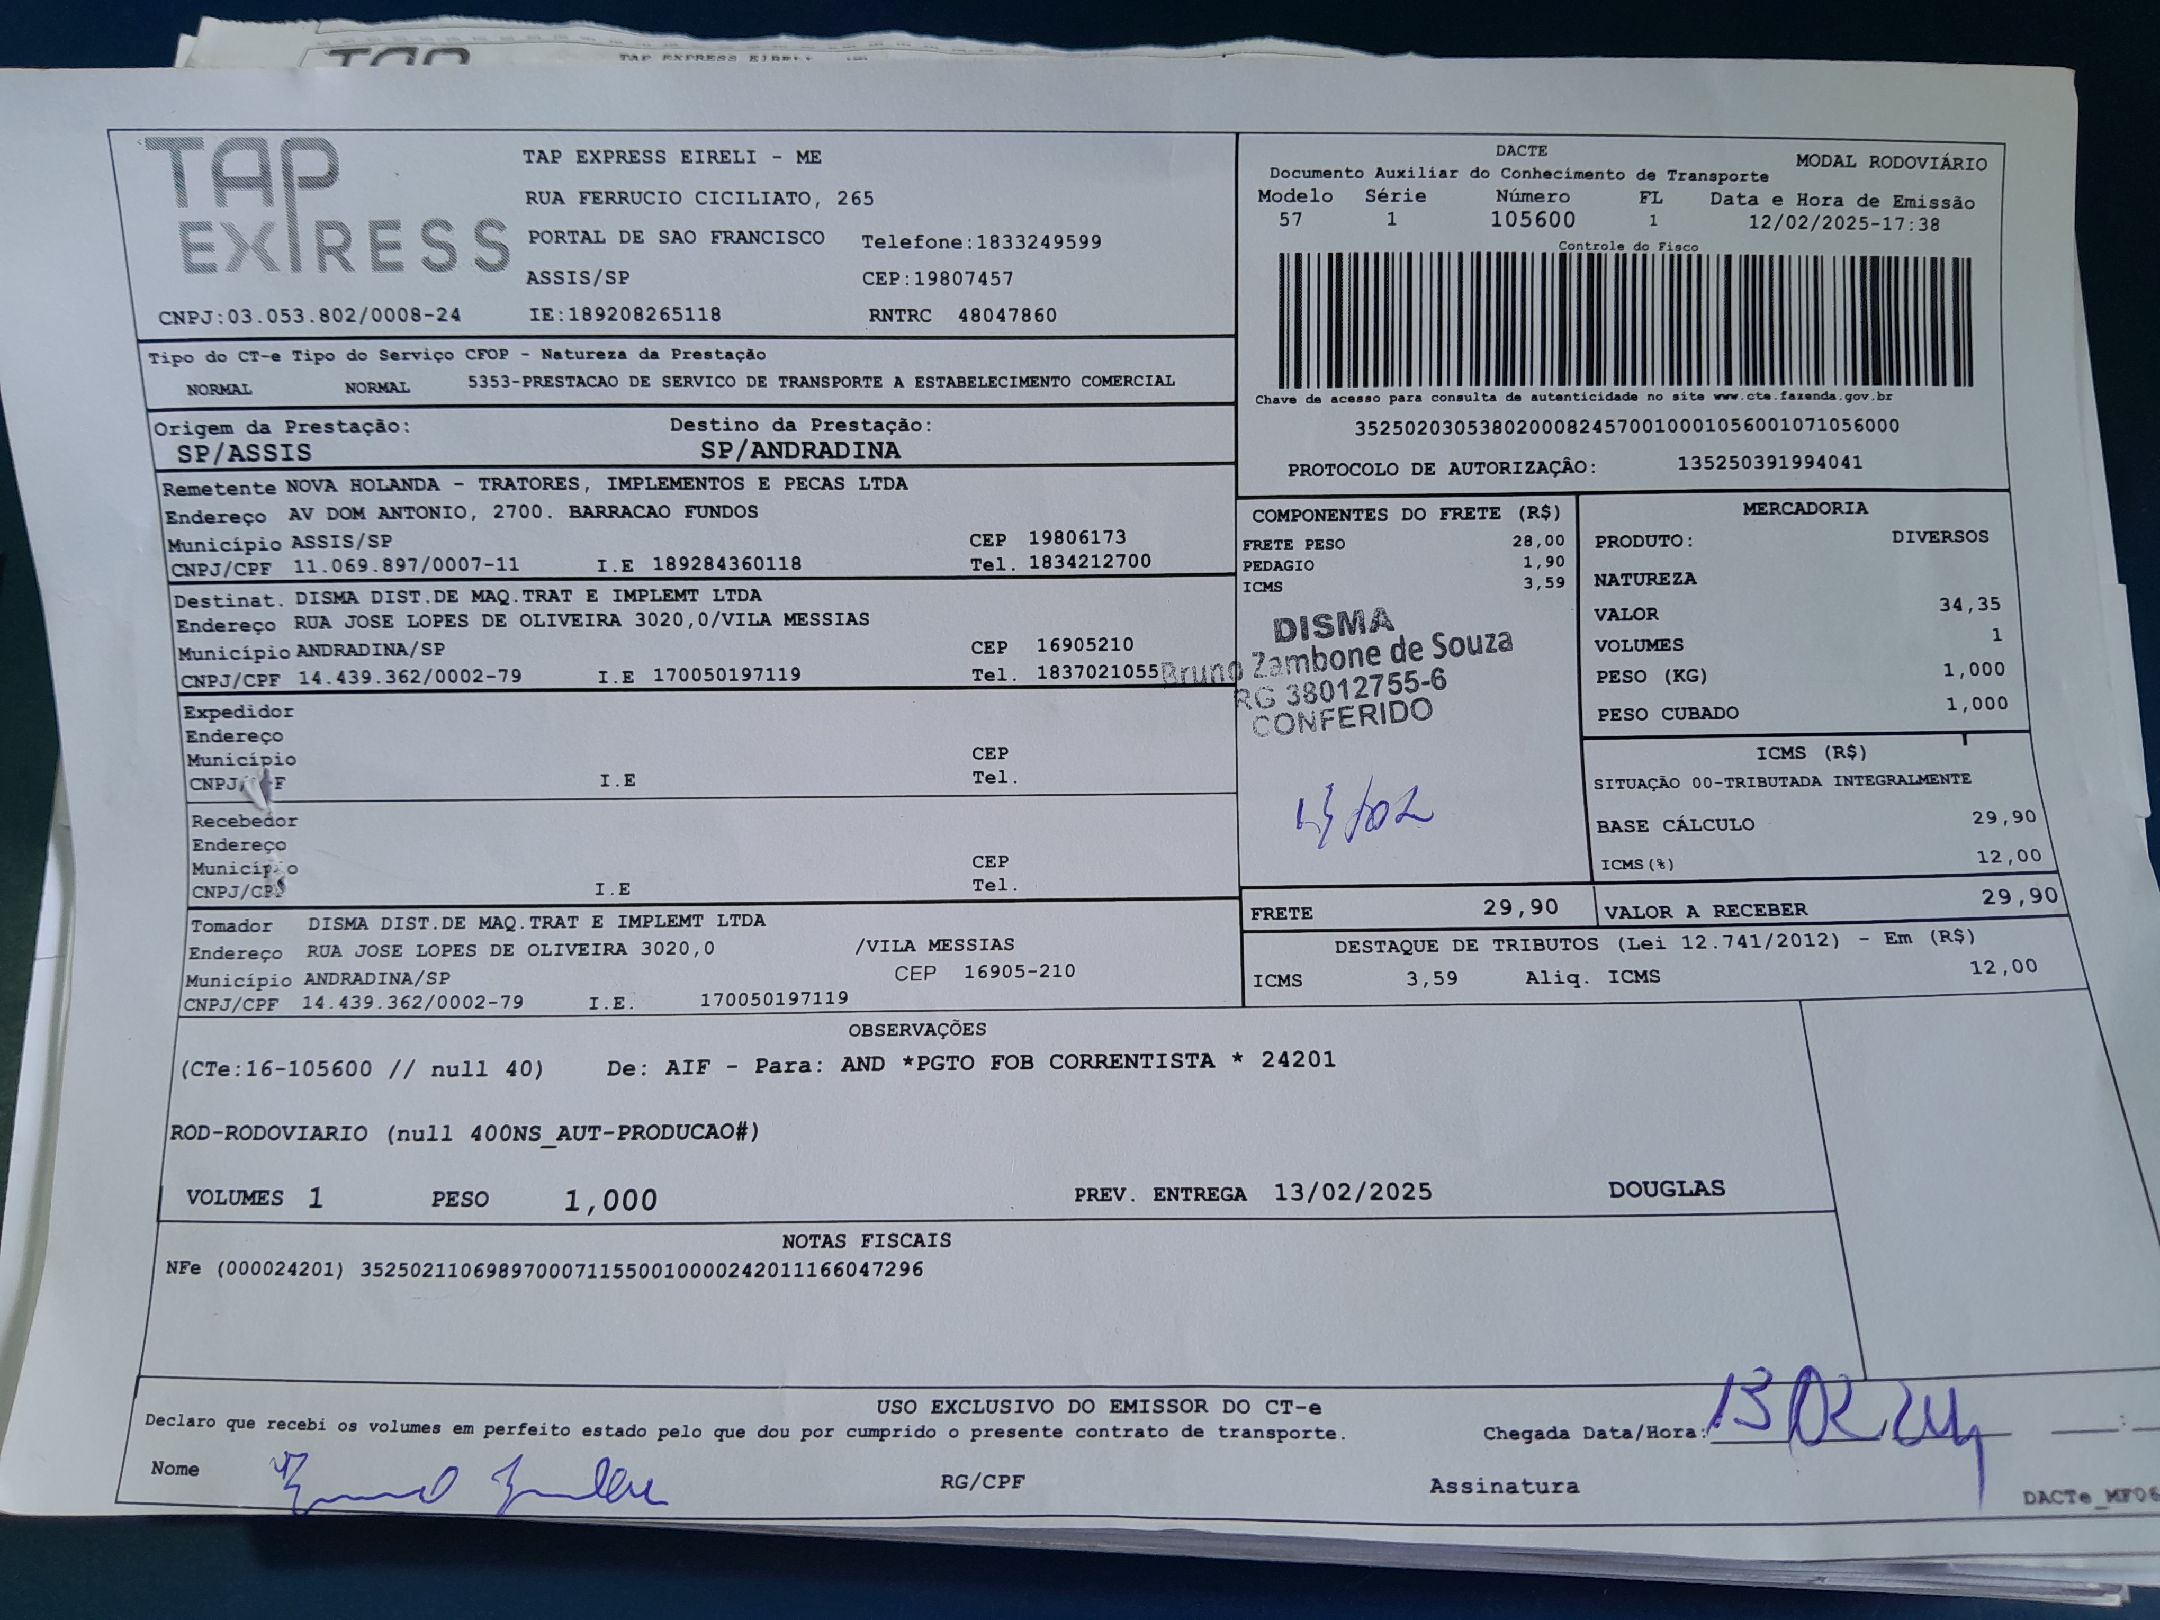 TAP EXPRESS EIRELI
TAP
EXPRESS
TAP EXPRESS EIRELI - ME
RUA FERRUCIO CICILIATO, 265
PORTAL DE SAO FRANCISCO Telefone:1833249599
ASSIS/SP CEP:19807457
CNPJ:03.053.802/0008-24 IE:189208265118 RNTRC 48047860
DACTE MODAL RODOVIÁRIO
Documento Auxiliar do Conhecimento de Transporte
Modelo Série Número FL Data e Hora de Emissão
57 1 105600 1 12/02/2025-17:38
Controle do Fisco
Chave de acesso para consulta de autenticidade no site www.cte.fazenda.gov.br
35250203053802000824570010001056001071056000
PROTOCOLO DE AUTORIZAÇÃO: 135250391994041
Tipo do CT-e Tipo do Serviço CFOP - Natureza da Prestação
NORMAL NORMAL 5353-PRESTACAO DE SERVICO DE TRANSPORTE A ESTABELECIMENTO COMERCIAL
Origem da Prestação: Destino da Prestação:
SP/ASSIS SP/ANDRADINA
Remetente NOVA HOLANDA - TRATORES, IMPLEMENTOS E PECAS LTDA
Endereço AV DOM ANTONIO, 2700. BARRACAO FUNDOS
Município ASSIS/SP CEP 19806173
CNPJ/CPF 11.069.897/0007-11 I.E 189284360118 Tel. 1834212700
Destinat. DISMA DIST.DE MAQ.TRAT E IMPLEMT LTDA
Endereço RUA JOSE LOPES DE OLIVEIRA 3020,0/VILA MESSIAS
Município ANDRADINA/SP CEP 16905210
CNPJ/CPF 14.439.362/0002-79 I.E 170050197119 Tel. 1837021055
Expedidor
Endereço
Município CEP
CNPJ/CPF I.E Tel.
Recebedor
Endereço
Município CEP
CNPJ/CPF I.E Tel.
Tomador DISMA DIST.DE MAQ.TRAT E IMPLEMT LTDA
Endereço RUA JOSE LOPES DE OLIVEIRA 3020,0 /VILA MESSIAS
Município ANDRADINA/SP CEP 16905-210
CNPJ/CPF 14.439.362/0002-79 I.E. 170050197119
COMPONENTES DO FRETE (R$)
FRETE PESO 28,00
PEDAGIO 1,90
ICMS 3,59
DISMA
Bruno Zambone de Souza
RG 38012755-6
CONFERIDO
13/02
MERCADORIA
PRODUTO: DIVERSOS
NATUREZA
VALOR 34,35
VOLUMES 1
PESO (KG) 1,000
PESO CUBADO 1,000
ICMS (R$)
SITUAÇÃO 00-TRIBUTADA INTEGRALMENTE
BASE CÁLCULO 29,90
ICMS(%) 12,00
FRETE 29,90 VALOR A RECEBER 29,90
DESTAQUE DE TRIBUTOS (Lei 12.741/2012) - Em (R$)
ICMS 3,59 Aliq. ICMS 12,00
OBSERVAÇÕES
(CTe:16-105600 // null 40) De: AIF - Para: AND *PGTO FOB CORRENTISTA * 24201
ROD-RODOVIARIO (null 400NS_AUT-PRODUCAO#)
VOLUMES 1 PESO 1,000 PREV. ENTREGA 13/02/2025 DOUGLAS
NOTAS FISCAIS
NFe (000024201) 35250211069897000711550010000242011166047296
USO EXCLUSIVO DO EMISSOR DO CT-e
Declaro que recebi os volumes em perfeito estado pelo que dou por cumprido o presente contrato de transporte. Chegada Data/Hora: 13 02
Nome RG/CPF Assinatura